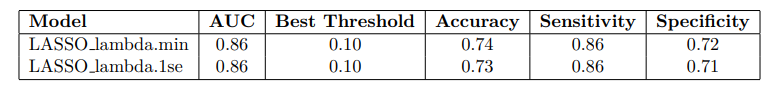 Model AUC Best Threshold Accuracy Sensitivity Specificity
LASSO_lambda.min 0.86 0.10 0.74 0.86 0.72
LASSO_lambda.1se 0.86 0.10 0.73 0.86 0.71